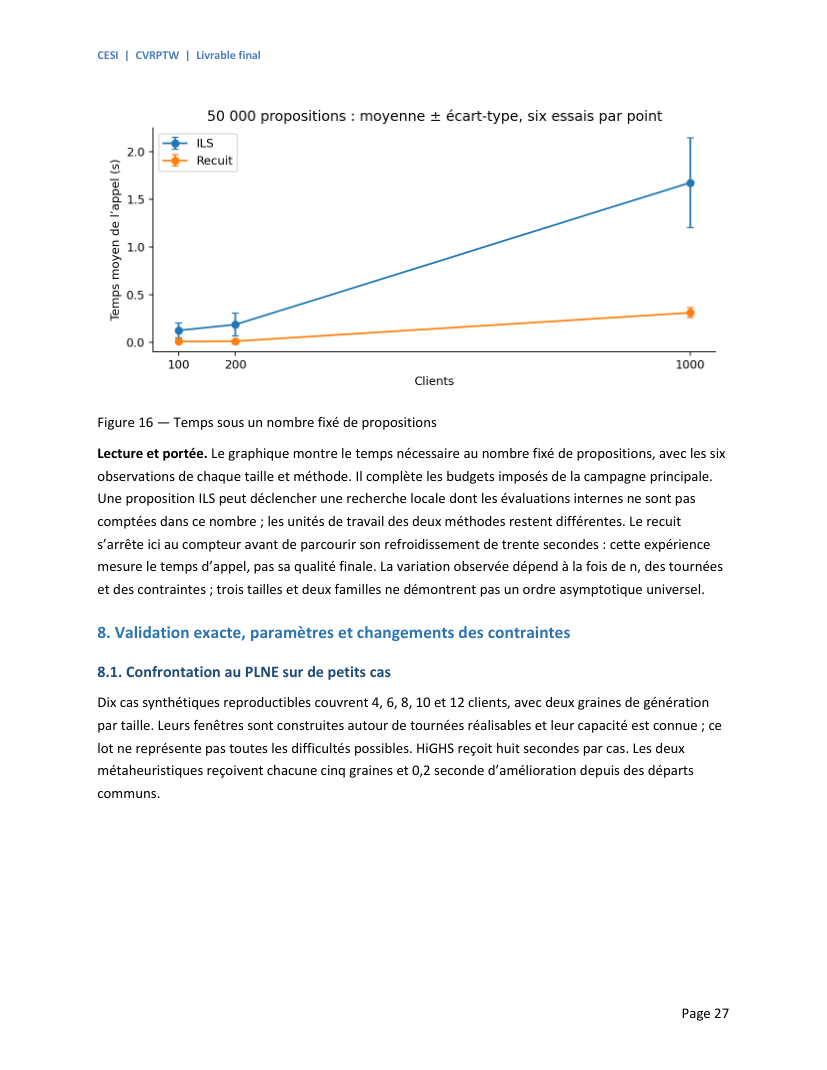 CESI | CVRPTW | Livrable final
50 000 propositions : moyenne ± écart-type, six essais par point
ILS
Recuit
Temps moyen de l'appel (s)
2.0
1.5
1.0
0.5
0.0
100 200 1000
Clients
Figure 16 — Temps sous un nombre fixé de propositions
Lecture et portée. Le graphique montre le temps nécessaire au nombre fixé de propositions, avec les six
observations de chaque taille et méthode. Il complète les budgets imposés de la campagne principale.
Une proposition ILS peut déclencher une recherche locale dont les évaluations internes ne sont pas
comptées dans ce nombre ; les unités de travail des deux méthodes restent différentes. Le recuit
s’arrête ici au compteur avant de parcourir son refroidissement de trente secondes : cette expérience
mesure le temps d’appel, pas sa qualité finale. La variation observée dépend à la fois de n, des tournées
et des contraintes ; trois tailles et deux familles ne démontrent pas un ordre asymptotique universel.
8. Validation exacte, paramètres et changements des contraintes
8.1. Confrontation au PLNE sur de petits cas
Dix cas synthétiques reproductibles couvrent 4, 6, 8, 10 et 12 clients, avec deux graines de génération
par taille. Leurs fenêtres sont construites autour de tournées réalisables et leur capacité est connue ; ce
lot ne représente pas toutes les difficultés possibles. HiGHS reçoit huit secondes par cas. Les deux
métaheuristiques reçoivent chacune cinq graines et 0,2 seconde d’amélioration depuis des départs
communs.
Page 27